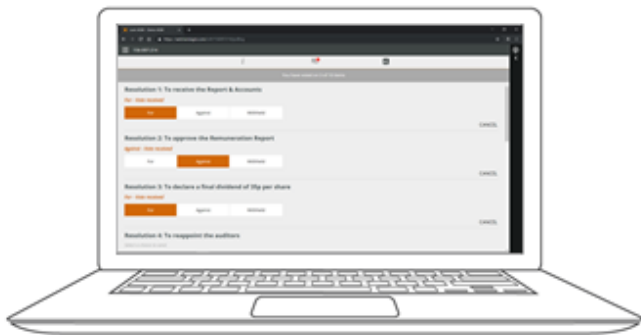 Resolution 1: To receive the Report & Accounts
For - Vote received
For Against Withheld
CANCEL
Resolution 2: To approve the Remuneration Report
Against - Vote received
For Against Withheld
CANCEL
Resolution 3: To declare a final dividend of 35p per share
For - Vote received
For Against Withheld
CANCEL
Resolution 4: To reappoint the auditors